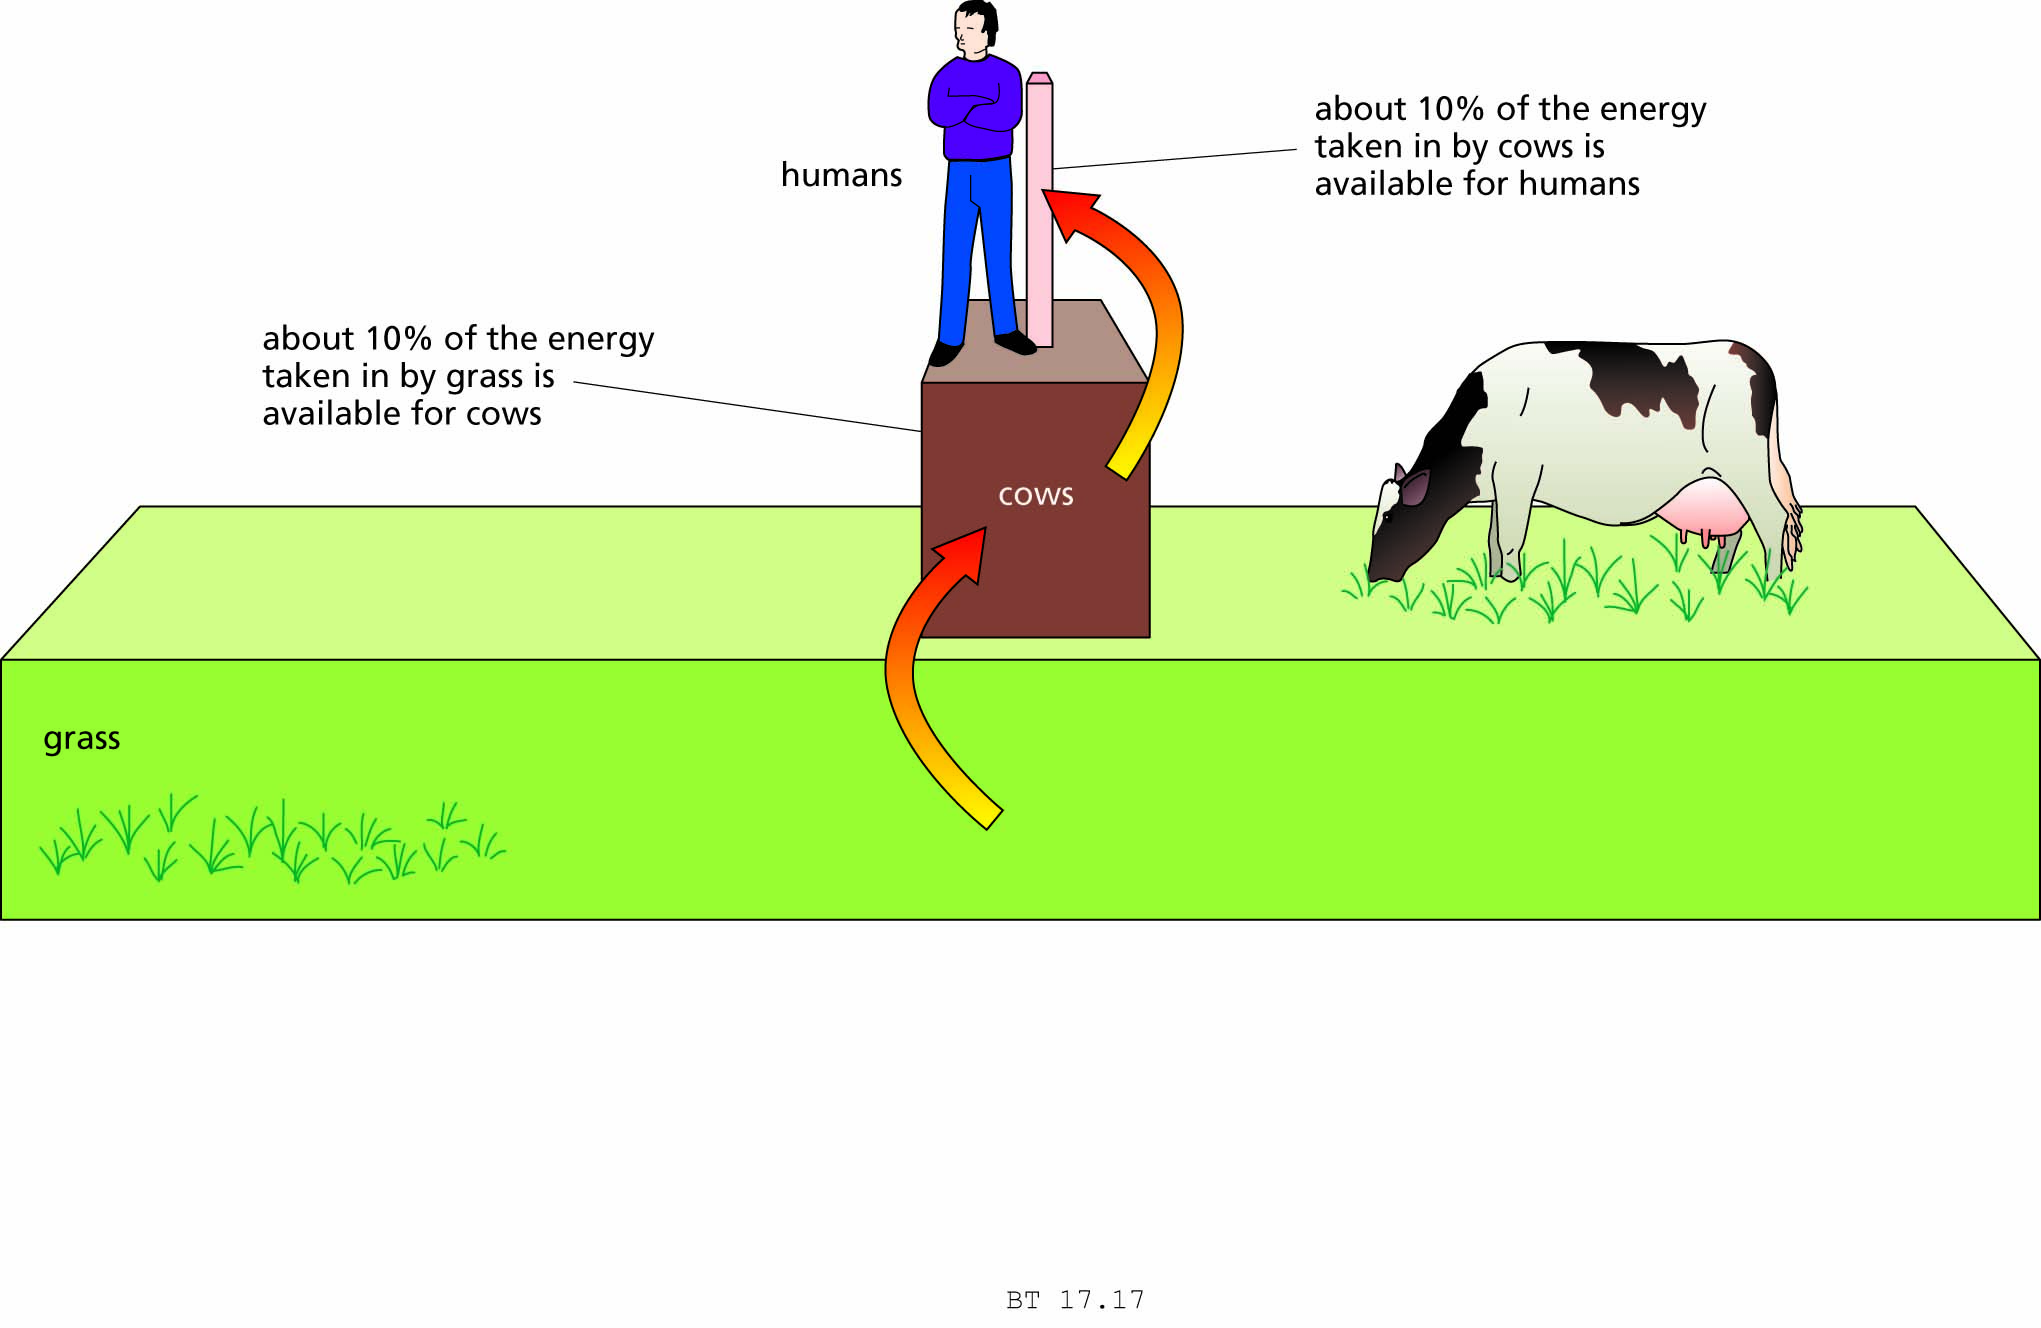 about 10% of the energy
taken in by cows is
available for humans
humans
about 10% of the energy
taken in by grass is
available for cows
cows
grass
BT 17.17